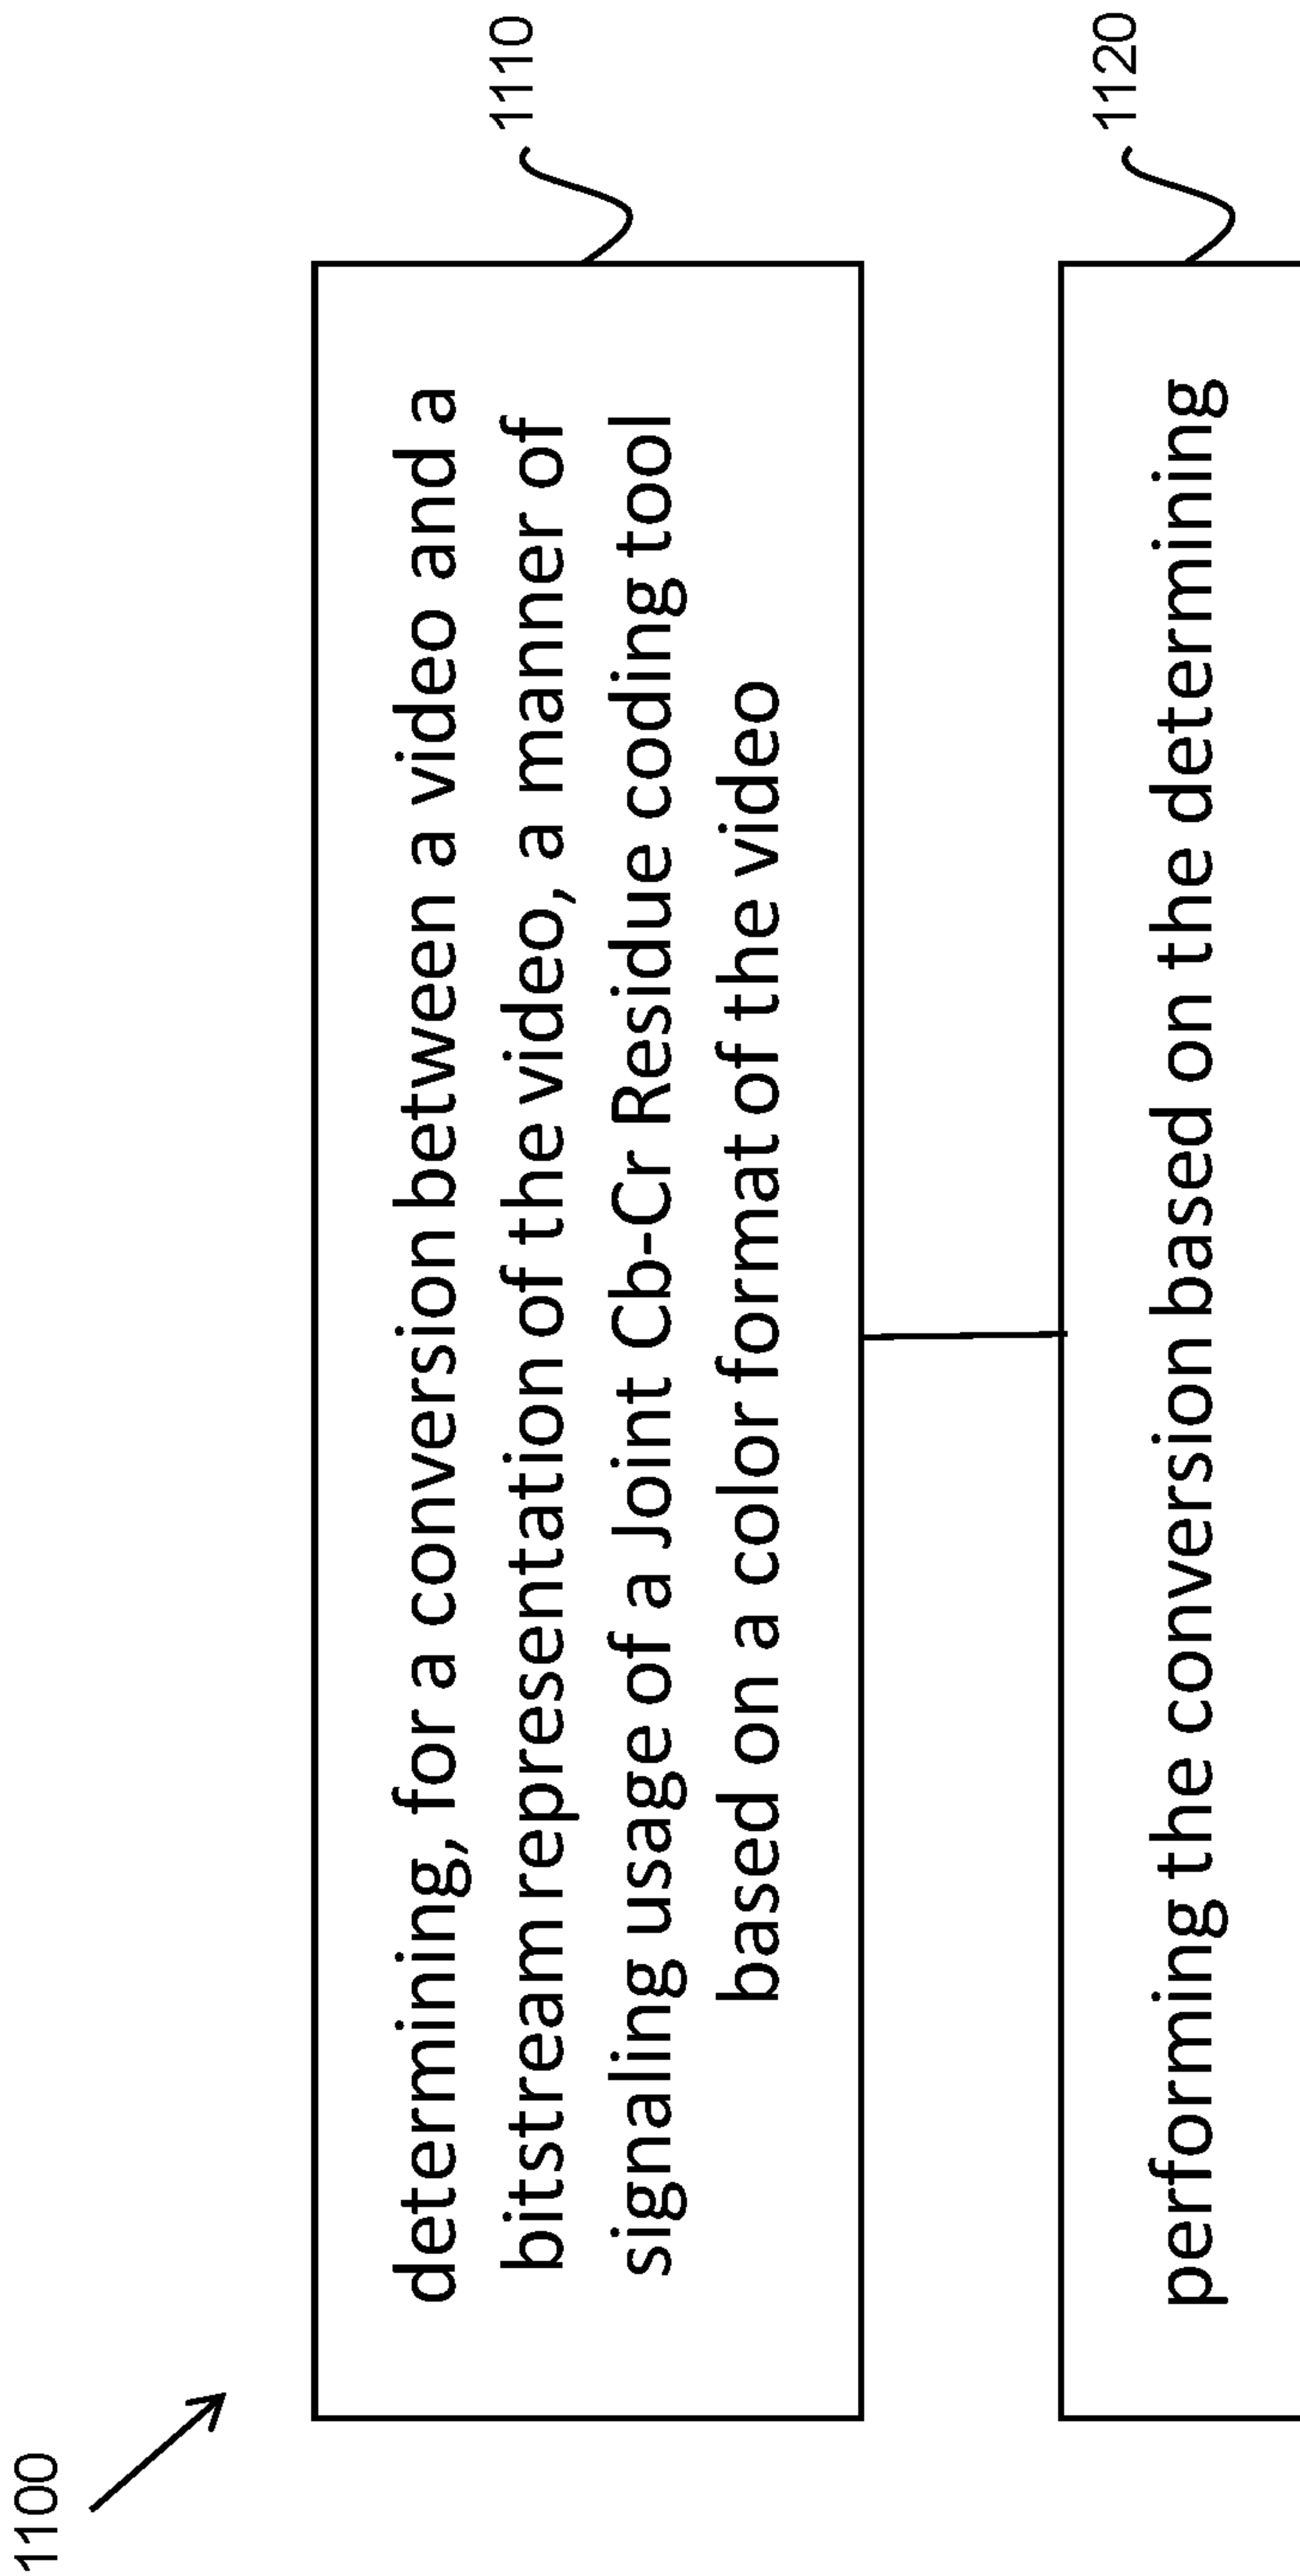 1100
determining, for a conversion between a video and a
bitstream representation of the video, a manner of
signaling usage of a Joint Cb-Cr Residue coding tool
based on a color format of the video
1110
performing the conversion based on the determining
1120